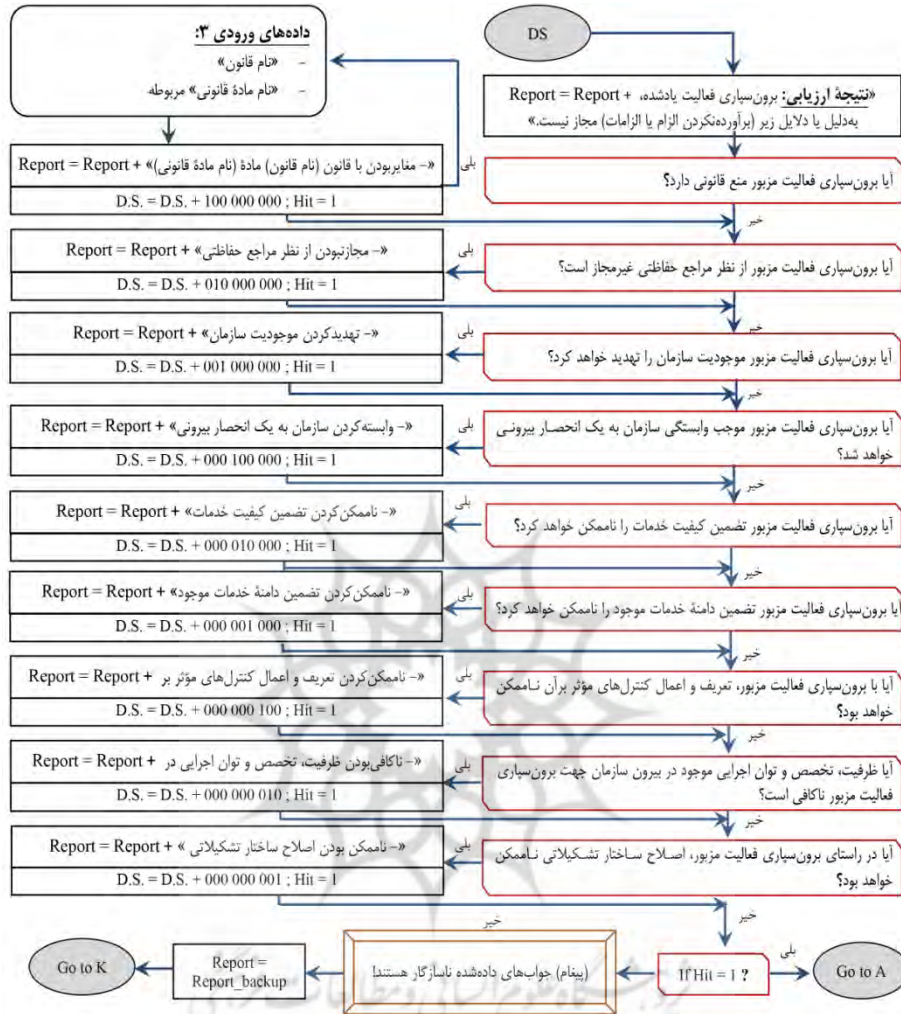 DS
«نتیجهٔ ارزیابی: برون‌سپاری فعالیت یادشده، Report = Report +
به‌دلیل یا دلایل زیر (برآورده‌نکردن الزام یا الزامات) مجاز نیست.»
داده‌های ورودی ۳:
- «نام قانون»
- «نام مادهٔ قانونی» مربوطه
آیا برون‌سپاری فعالیت مزبور منع قانونی دارد؟
بلی
خیر
«– مغایربودن با قانون (نام قانون) مادهٔ (نام مادهٔ قانونی)» Report = Report +
D.S. = D.S. + 100 000 000 ; Hit = 1
آیا برون‌سپاری فعالیت مزبور از نظر مراجع حفاظتی غیرمجاز است؟
بلی
خیر
«– مجازنبودن از نظر مراجع حفاظتی» Report = Report +
D.S. = D.S. + 010 000 000 ; Hit = 1
آیا برون‌سپاری فعالیت مزبور موجودیت سازمان را تهدید خواهد کرد؟
بلی
خیر
«– تهدیدکردن موجودیت سازمان» Report = Report +
D.S. = D.S. + 001 000 000 ; Hit = 1
آیا برون‌سپاری فعالیت مزبور موجب وابستگی سازمان به یک انحصار بیرونی
خواهد شد؟
بلی
خیر
«– وابسته‌کردن سازمان به یک انحصار بیرونی» Report = Report +
D.S. = D.S. + 000 100 000 ; Hit = 1
آیا برون‌سپاری فعالیت مزبور تضمین کیفیت خدمات را ناممکن خواهد کرد؟
بلی
خیر
«– ناممکن‌کردن تضمین کیفیت خدمات» Report = Report +
D.S. = D.S. + 000 010 000 ; Hit = 1
آیا برون‌سپاری فعالیت مزبور تضمین دامنهٔ خدمات موجود را ناممکن خواهد کرد؟
بلی
خیر
«– ناممکن‌کردن تضمین دامنهٔ خدمات موجود» Report = Report +
D.S. = D.S. + 000 001 000 ; Hit = 1
آیا با برون‌سپاری فعالیت مزبور، تعریف و اعمال کنترل‌های مؤثر برآن ناممکن
خواهد بود؟
بلی
خیر
«– ناممکن‌کردن تعریف و اعمال کنترل‌های مؤثر بر Report = Report +
D.S. = D.S. + 000 000 100 ; Hit = 1
آیا ظرفیت، تخصص و توان اجرایی موجود در بیرون سازمان جهت برون‌سپاری
فعالیت مزبور ناکافی است؟
بلی
خیر
«– ناکافی‌بودن ظرفیت، تخصص و توان اجرایی در Report = Report +
D.S. = D.S. + 000 000 010 ; Hit = 1
آیا در راستای برون‌سپاری فعالیت مزبور، اصلاح ساختار تشکیلاتی ناممکن
خواهد بود؟
بلی
خیر
«– ناممکن بودن اصلاح ساختار تشکیلاتی» Report = Report +
D.S. = D.S. + 000 000 001 ; Hit = 1
If Hit = 1 ?
بلی
خیر
Go to A
(پیغام) جواب‌های داده‌شده ناسازگار هستند!
Report =
Report_backup
Go to K